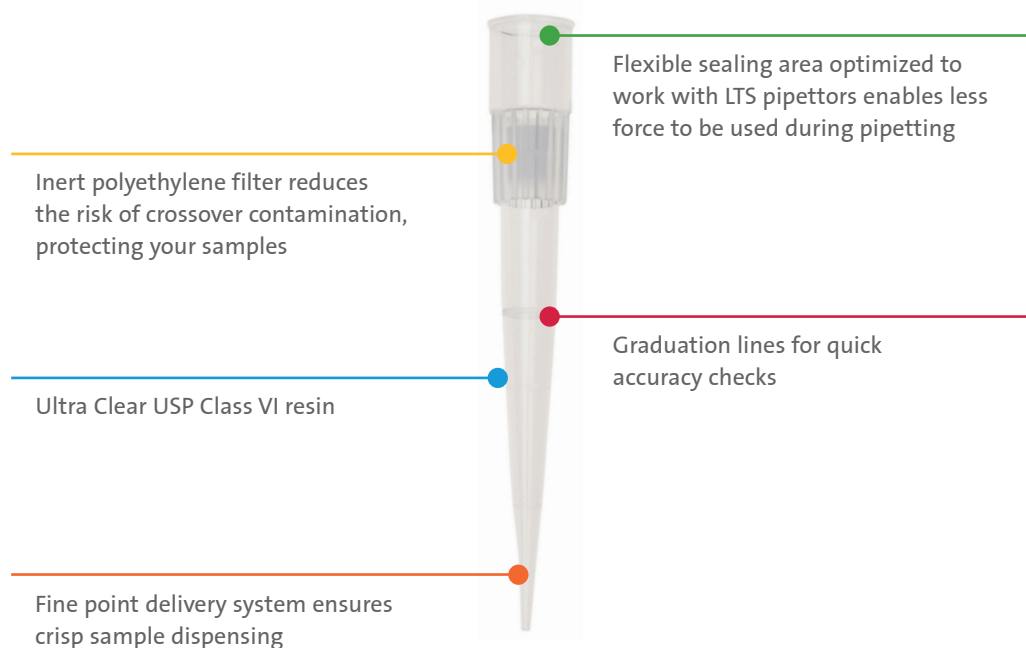 Flexible sealing area optimized to
work with LTS pipettors enables less
force to be used during pipetting
Inert polyethylene filter reduces
the risk of crossover contamination,
protecting your samples
Graduation lines for quick
accuracy checks
Ultra Clear USP Class VI resin
Fine point delivery system ensures
crisp sample dispensing